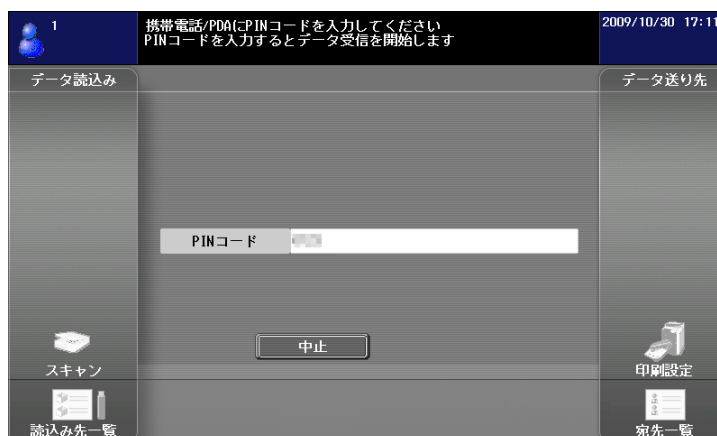 1
携帯電話/PDAにPINコードを入力してください
PINコードを入力するとデータ受信を開始します
2009/10/30 17:11
データ読込み
データ送り先
PINコード
中止
スキャン
印刷設定
読込み先一覧
宛先一覧